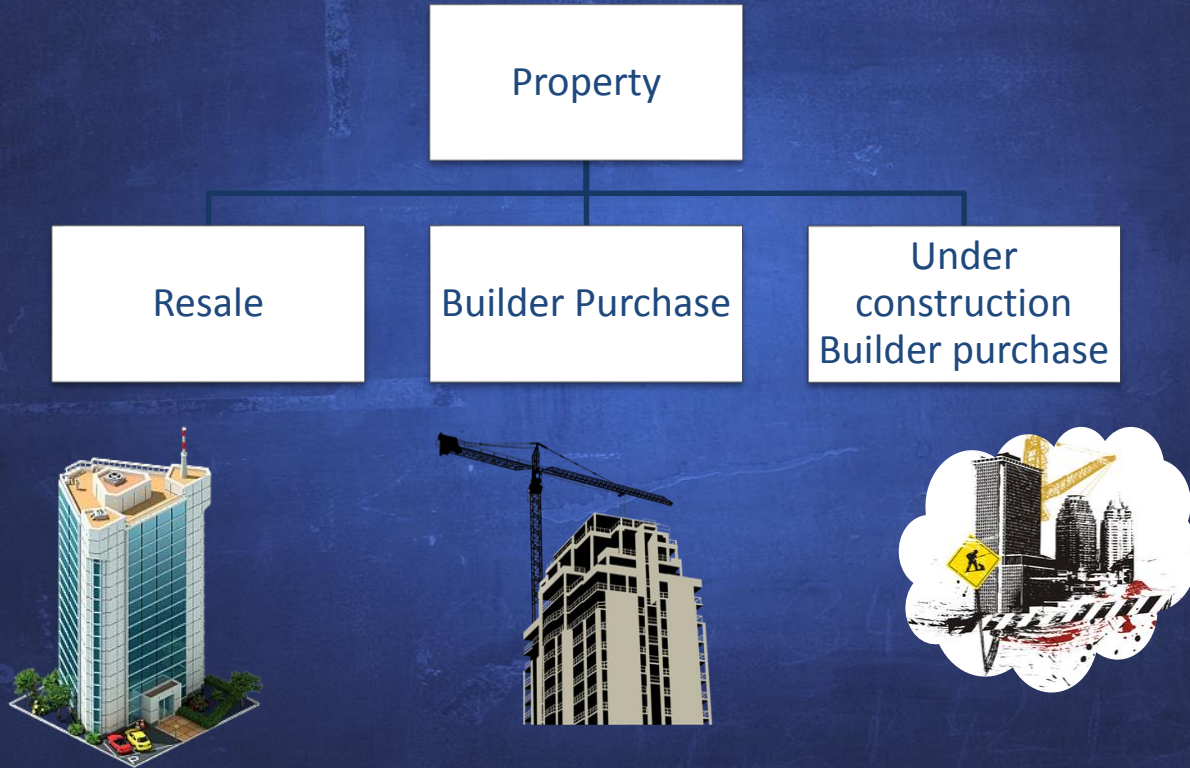 Property
Resale
Builder Purchase
Under
construction
Builder purchase
P